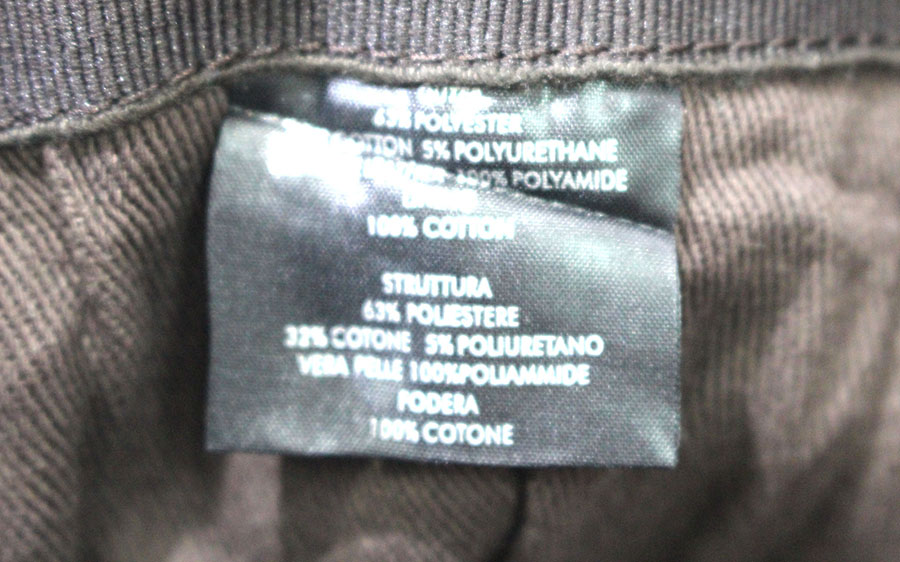 63% POLYESTER
COTTON 5% POLYURETHANE
100% POLYAMIDE
100% COTTON
STRUTTURA
63% POLIESTERE
32% COTONE 5% POLIURETANO
VERA PELLE 100%POLIAMMIDE
PODERA
100% COTONE